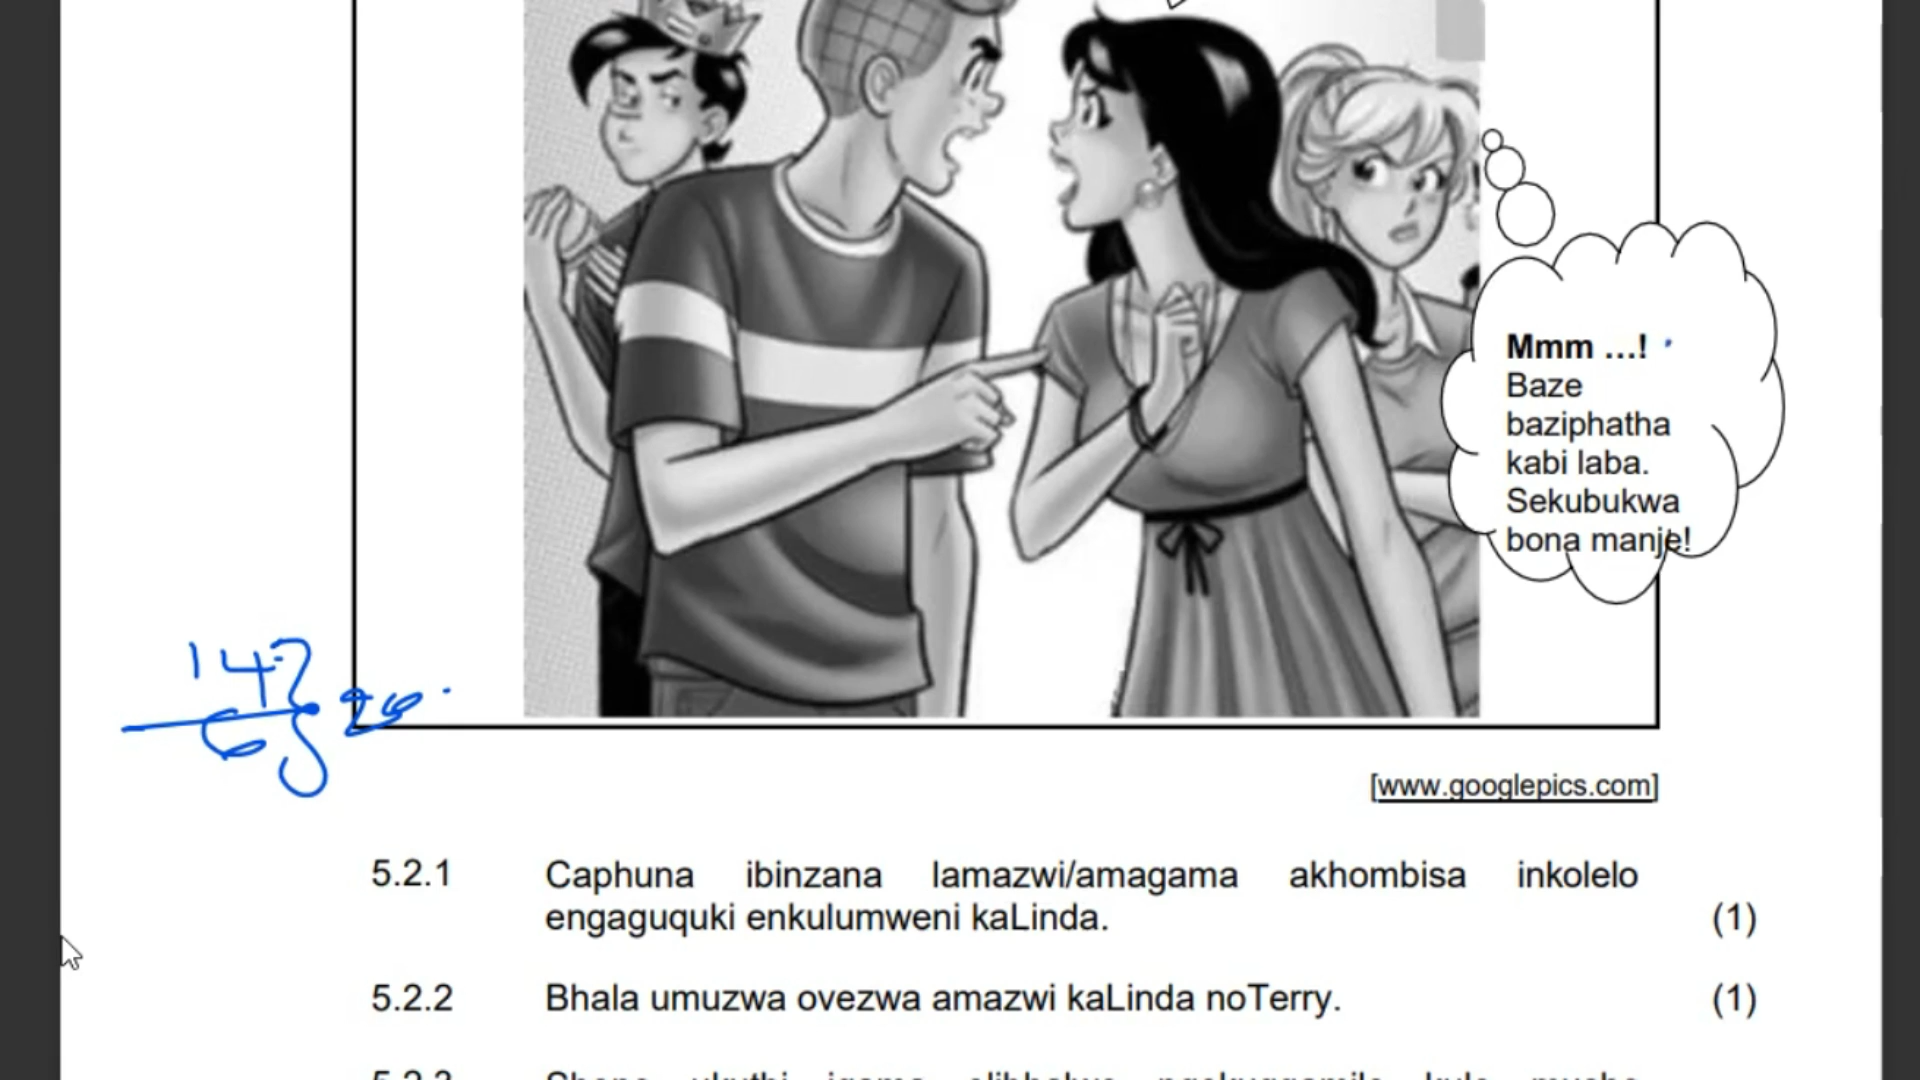 Mmm ...!
Baze
baziphatha
kabi laba.
Sekubukwa
bona manje!
147
[www.googlepics.com]
5.2.1 Caphuna ibinzana lamazwi/amagama akhombisa inkolelo
engaguquki enkulumweni kaLinda. (1)
5.2.2 Bhala umuzwa ovezwa amazwi kaLinda noTerry. (1)